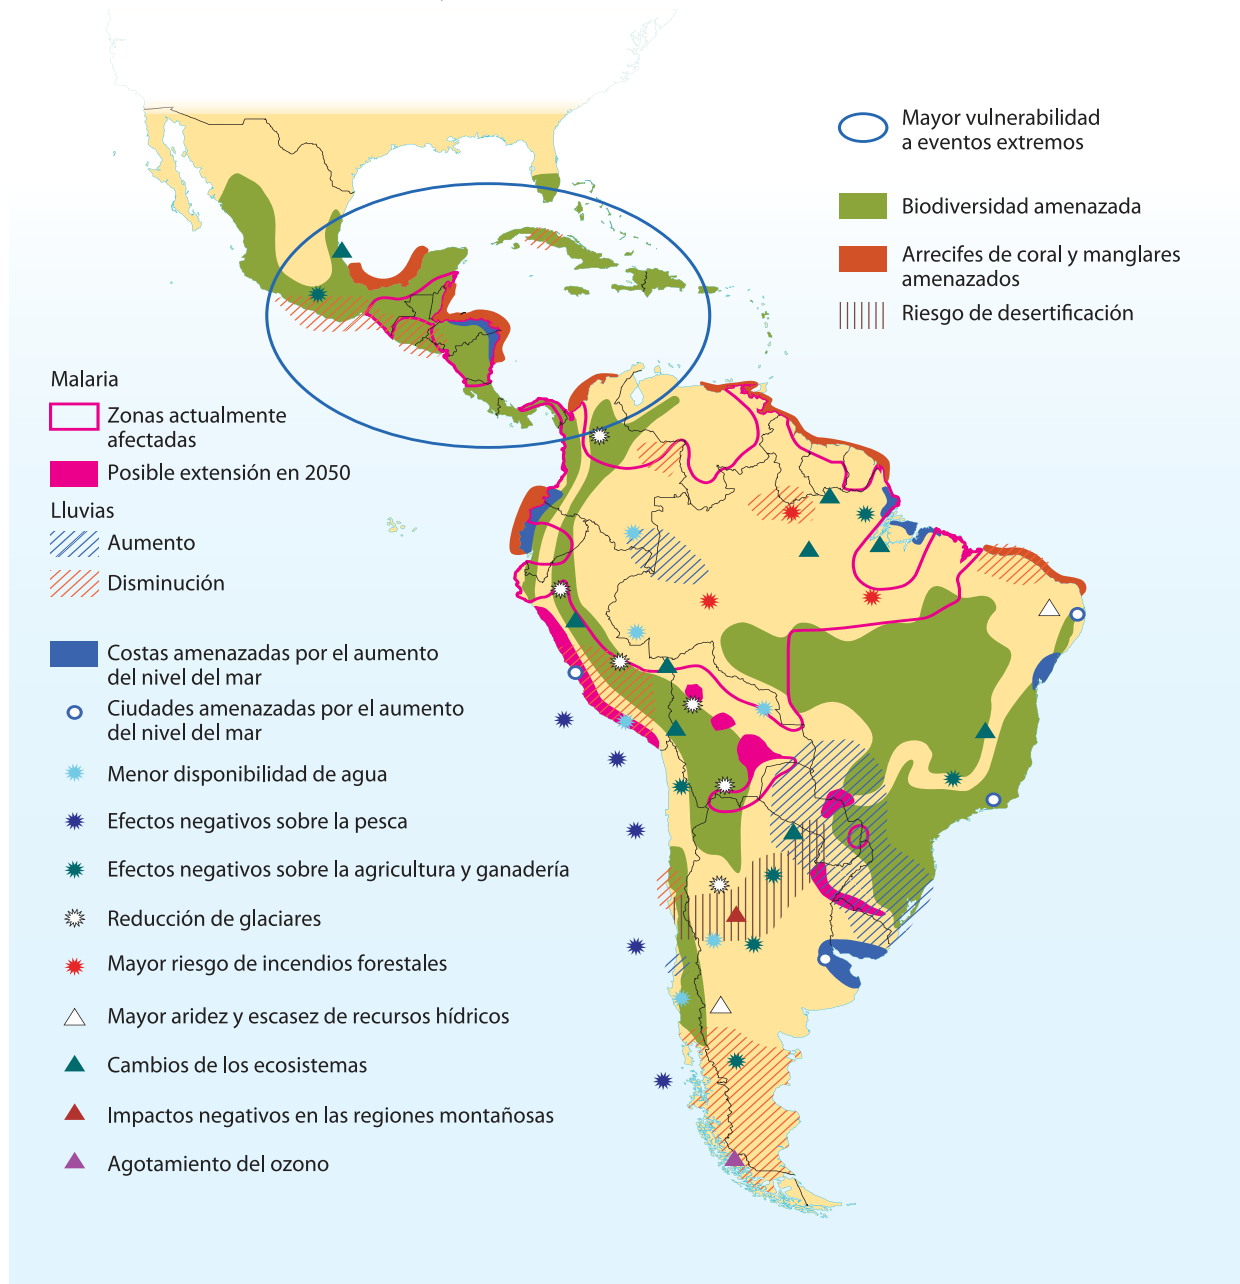 Mayor vulnerabilidad
a eventos extremos
Biodiversidad amenazada
Arrecifes de coral y manglares
amenazados
Riesgo de desertificación
Malaria
Zonas actualmente
afectadas
Posible extensión en 2050
Lluvias
Aumento
Disminución
Costas amenazadas por el aumento
del nivel del mar
Ciudades amenazadas por el aumento
del nivel del mar
Menor disponibilidad de agua
Efectos negativos sobre la pesca
Efectos negativos sobre la agricultura y ganadería
Reducción de glaciares
Mayor riesgo de incendios forestales
Mayor aridez y escasez de recursos hídricos
Cambios de los ecosistemas
Impactos negativos en las regiones montañosas
Agotamiento del ozono